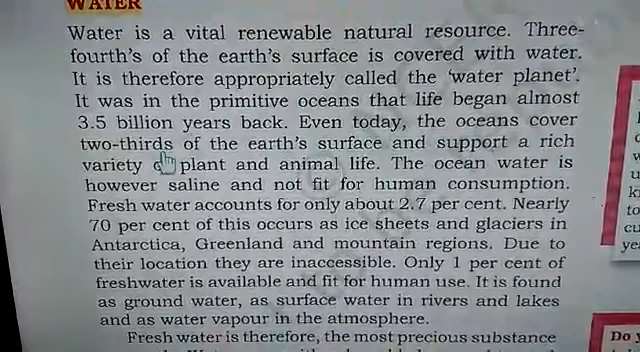 WATER
Water is a vital renewable natural resource. Three-
fourth's of the earth's surface is covered with water.
It is therefore appropriately called the 'water planet'.
It was in the primitive oceans that life began almost
3.5 billion years back. Even today, the oceans cover
two-thirds of the earth's surface and support a rich
variety plant and animal life. The ocean water is
however saline and not fit for human consumption.
Fresh water accounts for only about 2.7 per cent. Nearly
70 per cent of this occurs as ice sheets and glaciers in
Antarctica, Greenland and mountain regions. Due to
their location they are inaccessible. Only 1 per cent of
freshwater is available and fit for human use. It is found
as ground water, as surface water in rivers and lakes
and as water vapour in the atmosphere.
Fresh water is therefore, the most precious substance
Do